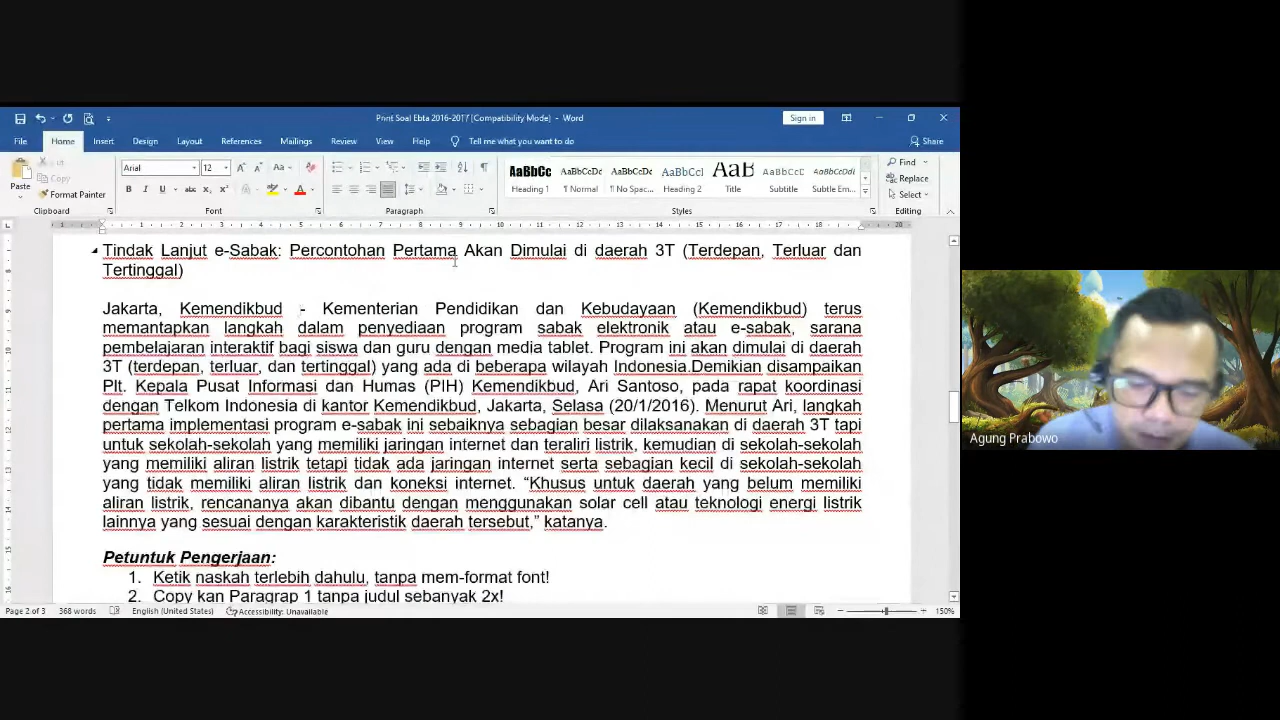 Print Soal Ebta 2016-2017 [Compatibility Mode] - Word
Sign in
File Home Insert Design Layout References Mailings Review View Help Tell me what you want to do Share
Paste
Cut
Copy
Format Painter
Clipboard
Arial 12
Font
Paragraph
AaBbCc AaBbCcDc AaBbCcDc AaBbCcI AaB AaBbCcD AaBbCcDd
Heading 1 ¶ Normal ¶ No Spac... Heading 2 Title Subtitle Subtle Em...
Styles
Find
Replace
Select
Editing
Tindak Lanjut e-Sabak: Percontohan Pertama Akan Dimulai di daerah 3T (Terdepan, Terluar dan
Tertinggal)
Jakarta, Kemendikbud - Kementerian Pendidikan dan Kebudayaan (Kemendikbud) terus
memantapkan langkah dalam penyediaan program sabak elektronik atau e-sabak, sarana
pembelajaran interaktif bagi siswa dan guru dengan media tablet. Program ini akan dimulai di daerah
3T (terdepan, terluar, dan tertinggal) yang ada di beberapa wilayah Indonesia.Demikian disampaikan
Plt. Kepala Pusat Informasi dan Humas (PIH) Kemendikbud, Ari Santoso, pada rapat koordinasi
dengan Telkom Indonesia di kantor Kemendikbud, Jakarta, Selasa (20/1/2016). Menurut Ari, langkah
pertama implementasi program e-sabak ini sebaiknya sebagian besar dilaksanakan di daerah 3T tapi
untuk sekolah-sekolah yang memiliki jaringan internet dan teraliri listrik, kemudian di sekolah-sekolah
yang memiliki aliran listrik tetapi tidak ada jaringan internet serta sebagian kecil di sekolah-sekolah
yang tidak memiliki aliran listrik dan koneksi internet. “Khusus untuk daerah yang belum memiliki
aliran listrik, rencananya akan dibantu dengan menggunakan solar cell atau teknologi energi listrik
lainnya yang sesuai dengan karakteristik daerah tersebut,” katanya.
Petuntuk Pengerjaan:
1. Ketik naskah terlebih dahulu, tanpa mem-format font!
2. Copy kan Paragrap 1 tanpa judul sebanyak 2x!
Page 2 of 3 368 words English (United States) Accessibility: Unavailable 150%
Agung Prabowo